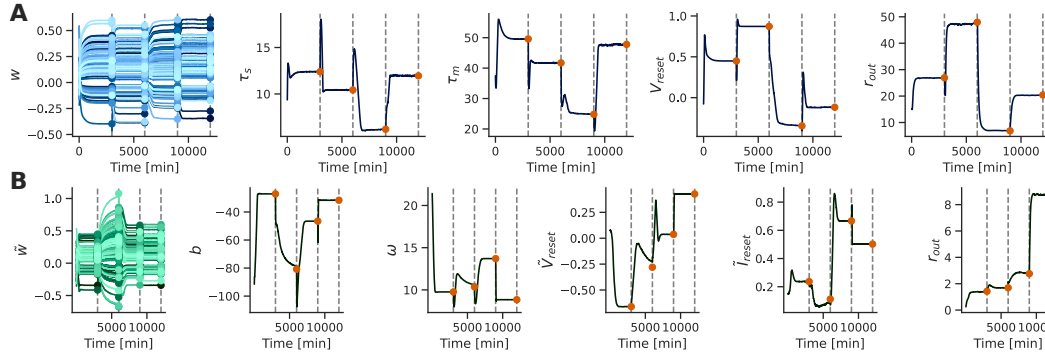 A
w
0.50
0.25
0.00
−0.25
−0.50
0
5000
10000
Time [min]
τs
15
10
0
5000
10000
Time [min]
τm
50
40
30
20
0
5000
10000
Time [min]
Vreset
1.0
0.5
0.0
0
5000
10000
Time [min]
rout
50
40
30
20
10
0
5000
10000
Time [min]
B
w̃
1.0
0.5
0.0
−0.5
5000 10000
Time [min]
b
−40
−60
−80
−100
5000 10000
Time [min]
ω
20
15
10
5000 10000
Time [min]
Ṽreset
0.25
0.00
−0.25
−0.50
5000 10000
Time [min]
Ĩreset
0.8
0.6
0.4
0.2
5000 10000
Time [min]
rout
8
6
4
2
0
5000
Time [min]